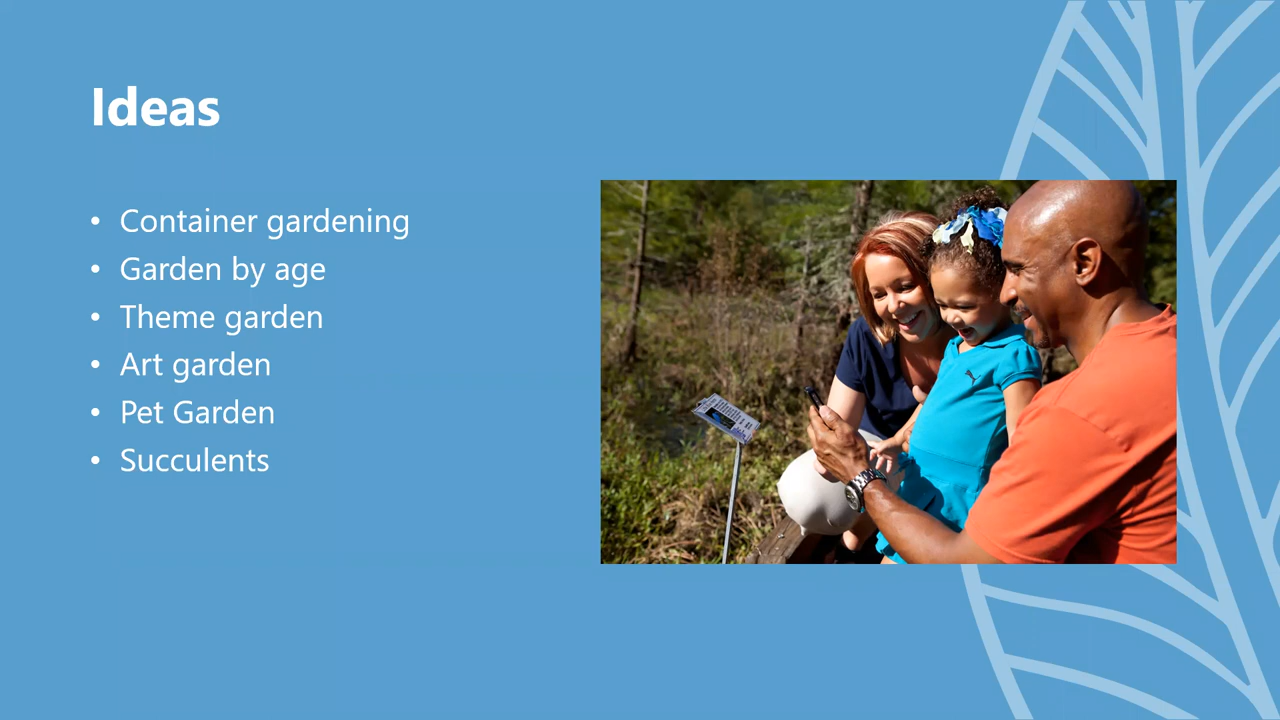 Ideas
• Container gardening
• Garden by age
• Theme garden
• Art garden
• Pet Garden
• Succulents